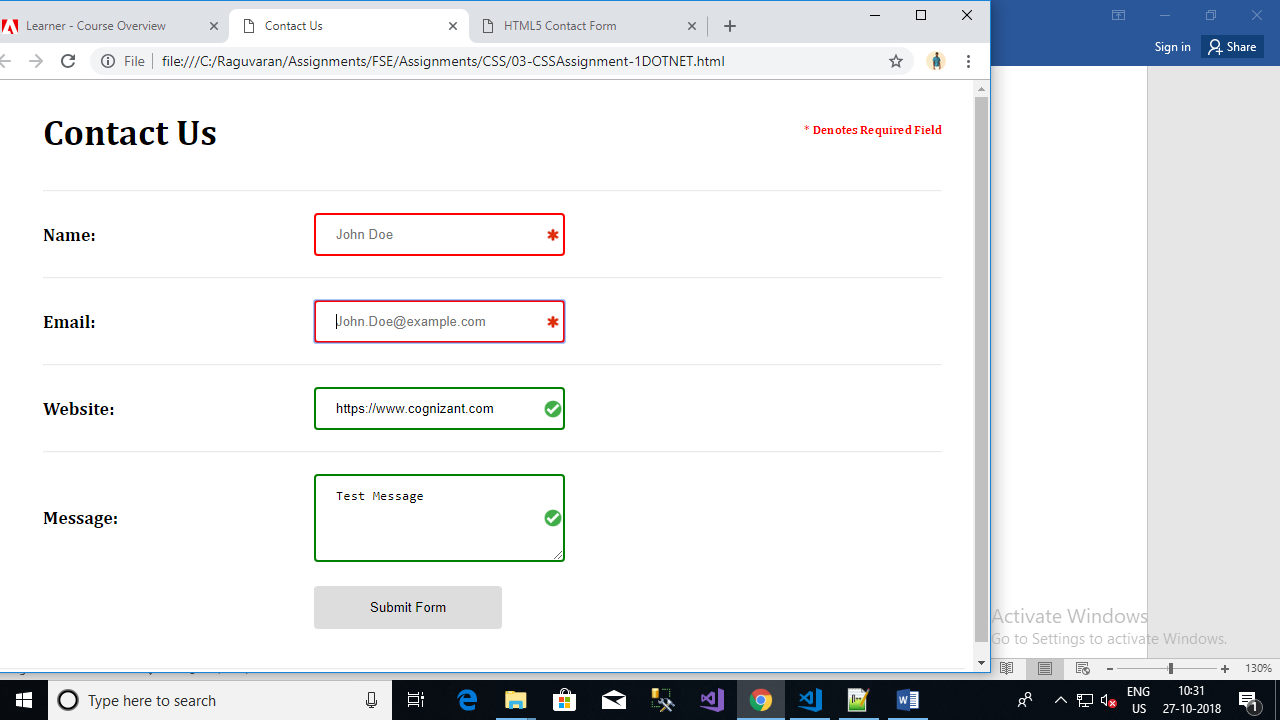 Learner - Course Overview
Contact Us
HTML5 Contact Form
Sign in
Share
File
file:///C:/Raguvaran/Assignments/FSE/Assignments/CSS/03-CSSAssignment-1DOTNET.html
Contact Us
* Denotes Required Field
Name:
John Doe
Email:
John.Doe@example.com
Website:
https://www.cognizant.com
Message:
Test Message
Submit Form
Activate Windows
Go to Settings to activate Windows.
130%
Type here to search
ENG
US
10:31
27-10-2018
1